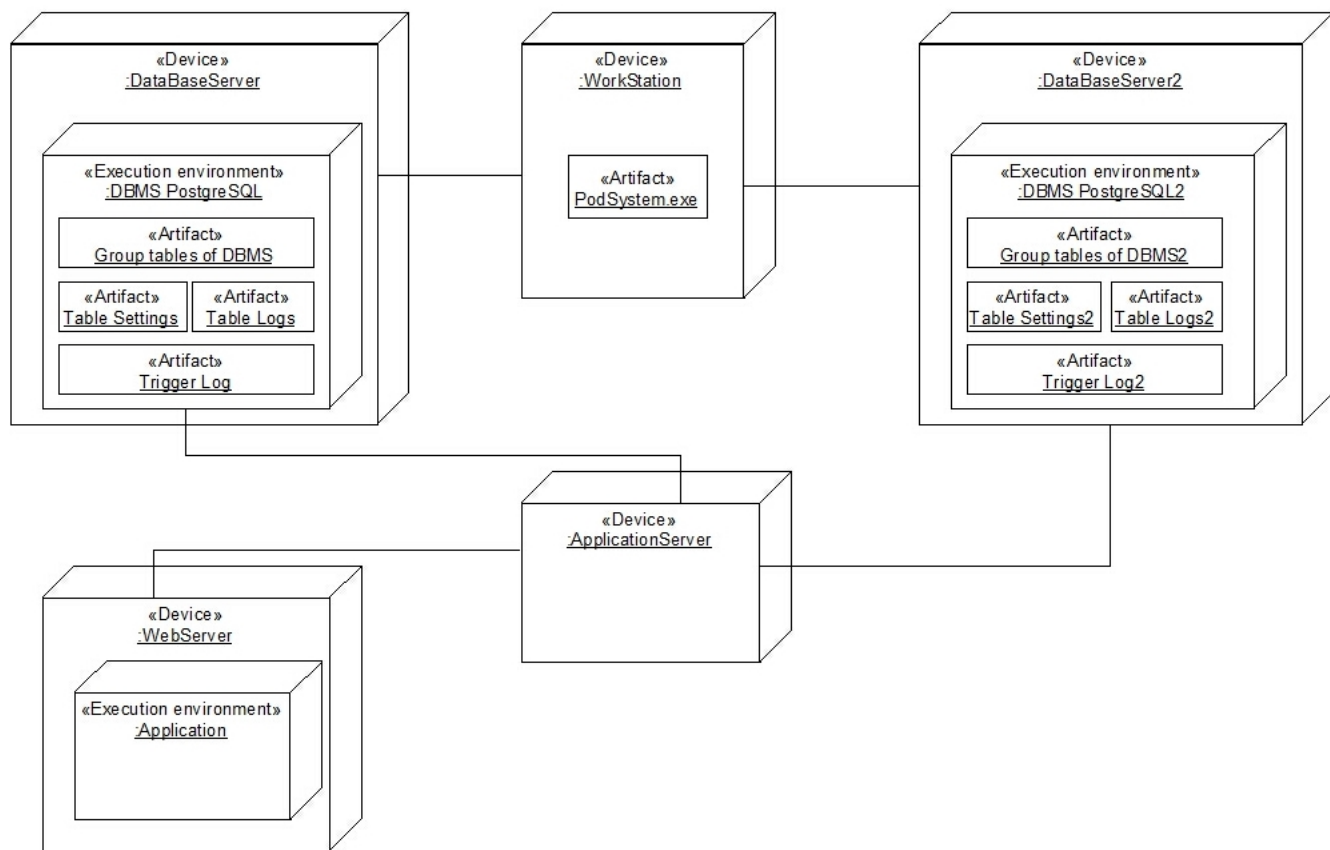 «Device»
:DataBaseServer
«Execution environment»
:DBMS PostgreSQL
«Artifact»
Group tables of DBMS
«Artifact»
Table Settings
«Artifact»
Table Logs
«Artifact»
Trigger Log
«Device»
:WorkStation
«Artifact»
PodSystem.exe
«Device»
:DataBaseServer2
«Execution environment»
:DBMS PostgreSQL2
«Artifact»
Group tables of DBMS2
«Artifact»
Table Settings2
«Artifact»
Table Logs2
«Artifact»
Trigger Log2
«Device»
:ApplicationServer
«Device»
:WebServer
«Execution environment»
:Application